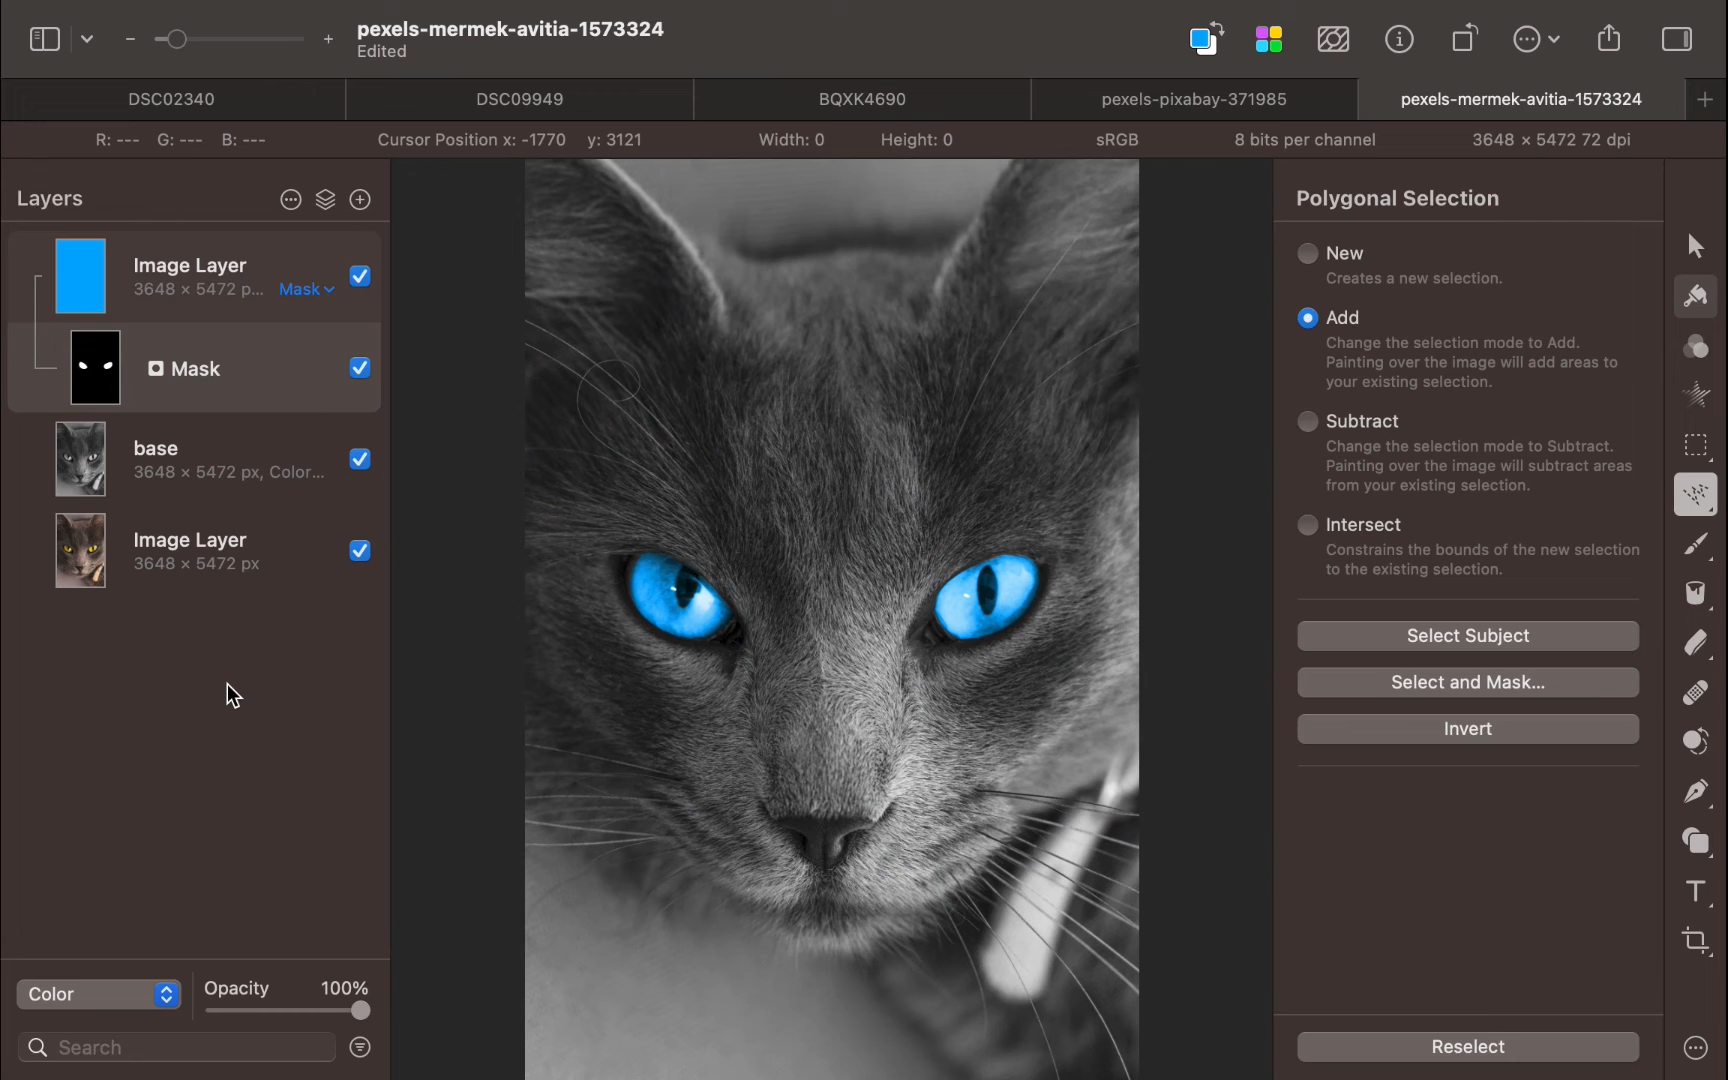 pexels-mermek-avitia-1573324
Edited
DSC02340
DSC09949
BQXK4690
pexels-pixabay-371985
pexels-mermek-avitia-1573324
R: --- G: --- B: ---
Cursor Position x: -1770 y: 3121
Width: 0
Height: 0
sRGB
8 bits per channel
3648 × 5472 72 dpi
Layers
Image Layer
3648 × 5472 p... Mask
Mask
base
3648 × 5472 px, Color...
Image Layer
3648 × 5472 px
Color
Opacity 100%
Search
Polygonal Selection
New
Creates a new selection.
Add
Change the selection mode to Add.
Painting over the image will add areas to
your existing selection.
Subtract
Change the selection mode to Subtract.
Painting over the image will subtract areas
from your existing selection.
Intersect
Constrains the bounds of the new selection
to the existing selection.
Select Subject
Select and Mask...
Invert
Reselect